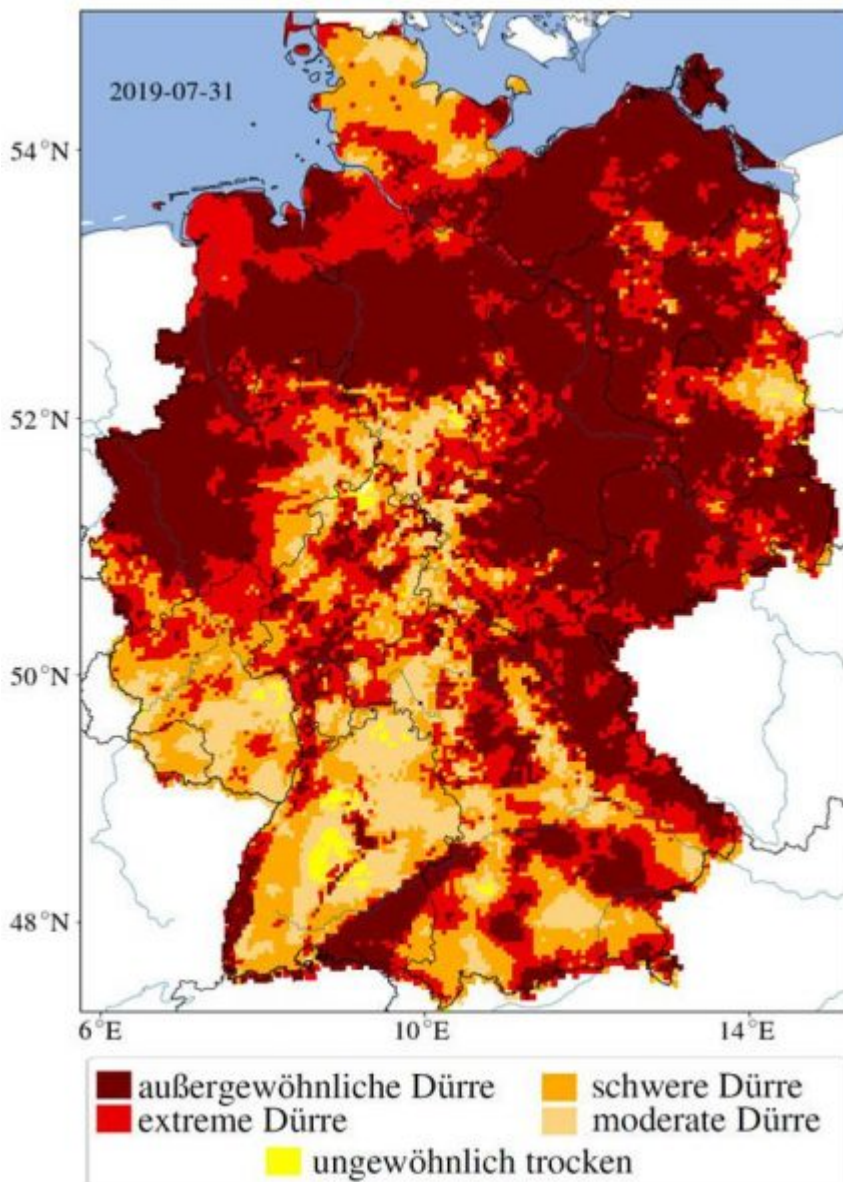 2019-07-31
54°N
52°N
50°N
48°N
6°E 10°E 14°E
außergewöhnliche Dürre schwere Dürre
extreme Dürre moderate Dürre
ungewöhnlich trocken